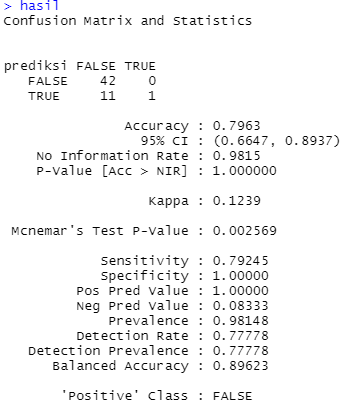 > hasil
Confusion Matrix and Statistics
prediksi FALSE TRUE
FALSE 42 0
TRUE 11 1
Accuracy : 0.7963
95% CI : (0.6647, 0.8937)
No Information Rate : 0.9815
P-Value [Acc > NIR] : 1.000000
Kappa : 0.1239
Mcnemar's Test P-Value : 0.002569
Sensitivity : 0.79245
Specificity : 1.00000
Pos Pred Value : 1.00000
Neg Pred Value : 0.08333
Prevalence : 0.98148
Detection Rate : 0.77778
Detection Prevalence : 0.77778
Balanced Accuracy : 0.89623
'Positive' Class : FALSE